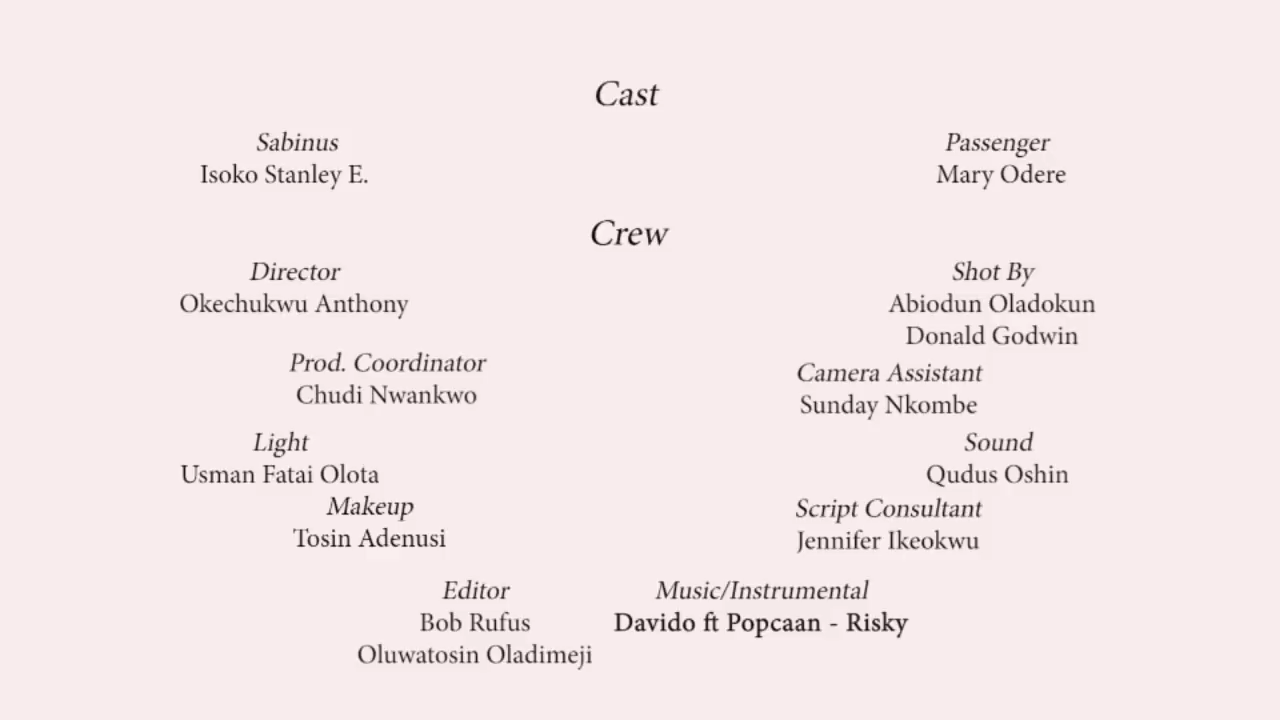 Cast
Sabinus
Isoko Stanley E.
Passenger
Mary Odere
Crew
Director
Okechukwu Anthony
Shot By
Abiodun Oladokun
Donald Godwin
Prod. Coordinator
Chudi Nwankwo
Camera Assistant
Sunday Nkombe
Light
Usman Fatai Olota
Sound
Qudus Oshin
Makeup
Tosin Adenusi
Script Consultant
Jennifer Ikeokwu
Editor
Bob Rufus
Oluwatosin Oladimeji
Music/Instrumental
Davido ft Popcaan - Risky